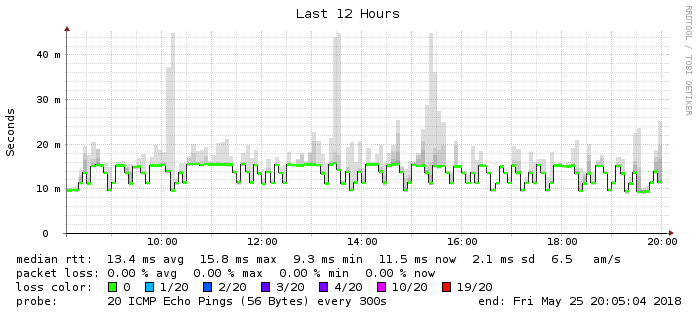 Last 12 Hours
RRDTOOL / TOBI OETIKER
Seconds
40 m
30 m
20 m
10 m
0
10:00 12:00 14:00 16:00 18:00 20:00
median rtt: 13.4 ms avg 15.8 ms max 9.3 ms min 11.5 ms now 2.1 ms sd 6.5 am/s
packet loss: 0.00 % avg 0.00 % max 0.00 % min 0.00 % now
loss color: 0 1/20 2/20 3/20 4/20 10/20 19/20
probe: 20 ICMP Echo Pings (56 Bytes) every 300s end: Fri May 25 20:05:04 2018